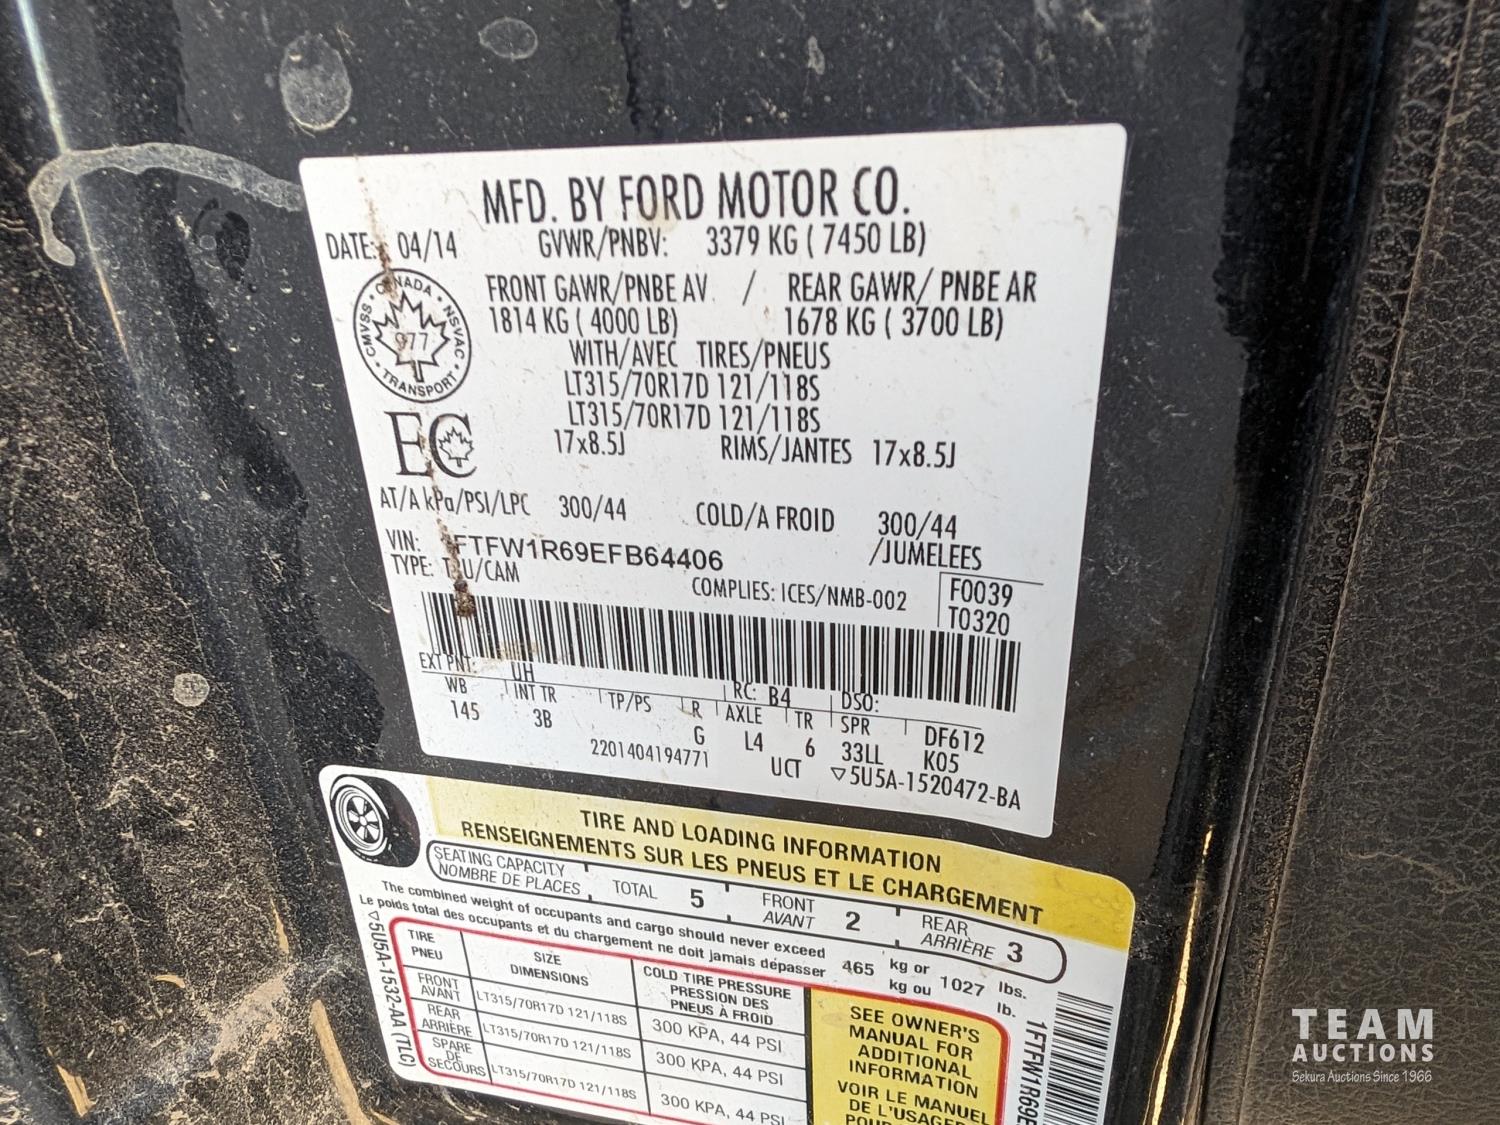 MFD. BY FORD MOTOR CO.
DATE: 04/14 GVWR/PNBV: 3379 KG ( 7450 LB)
FRONT GAWR/PNBE AV / REAR GAWR/ PNBE AR
1814 KG ( 4000 LB) 1678 KG ( 3700 LB)
WITH/AVEC TIRES/PNEUS
LT315/70R17D 121/118S
LT315/70R17D 121/118S
17x8.5J RIMS/JANTES 17x8.5J
CANADA • NSVAC • TRANSPORT • CMVSS •
977
EC
AT/A kPa/PSI/LPC 300/44 COLD/A FROID 300/44
/JUMELEES
VIN: FTFW1R69EFB64406
TYPE: T U/CAM
COMPLIES: ICES/NMB-002
F0039
T0320
EXT PNT: UH RC: B4 DSO:
WB INT TR TP/PS R AXLE TR SPR DF612
145 3B G L4 6 33LL K05
2201404194771 UCT ▽5U5A-1520472-BA
TIRE AND LOADING INFORMATION
RENSEIGNEMENTS SUR LES PNEUS ET LE CHARGEMENT
SEATING CAPACITY
NOMBRE DE PLACES
TOTAL 5
FRONT
AVANT
2
REAR
ARRIÈRE
3
The combined weight of occupants and cargo should never exceed
Le poids total des occupants et du chargement ne doit jamais dépasser
465 kg or 1027 lbs.
kg ou lb.
▽5U5A-1532-AA (TLC)
TIRE
PNEU
SIZE
DIMENSIONS
COLD TIRE PRESSURE
PRESSION DES
PNEUS À FROID
FRONT
AVANT
LT315/70R17D 121/118S
300 KPA, 44 PSI
REAR
ARRIÈRE
LT315/70R17D 121/118S
300 KPA, 44 PSI
SPARE
DE
SECOURS
LT315/70R17D 121/118S
300 KPA, 44 PSI
SEE OWNER'S
MANUAL FOR
ADDITIONAL
INFORMATION
VOIR LE MANUEL
DE L'USAGER
POUR
1FTFW1R69E
TEAM
AUCTIONS
Sekura Auctions Since 1966